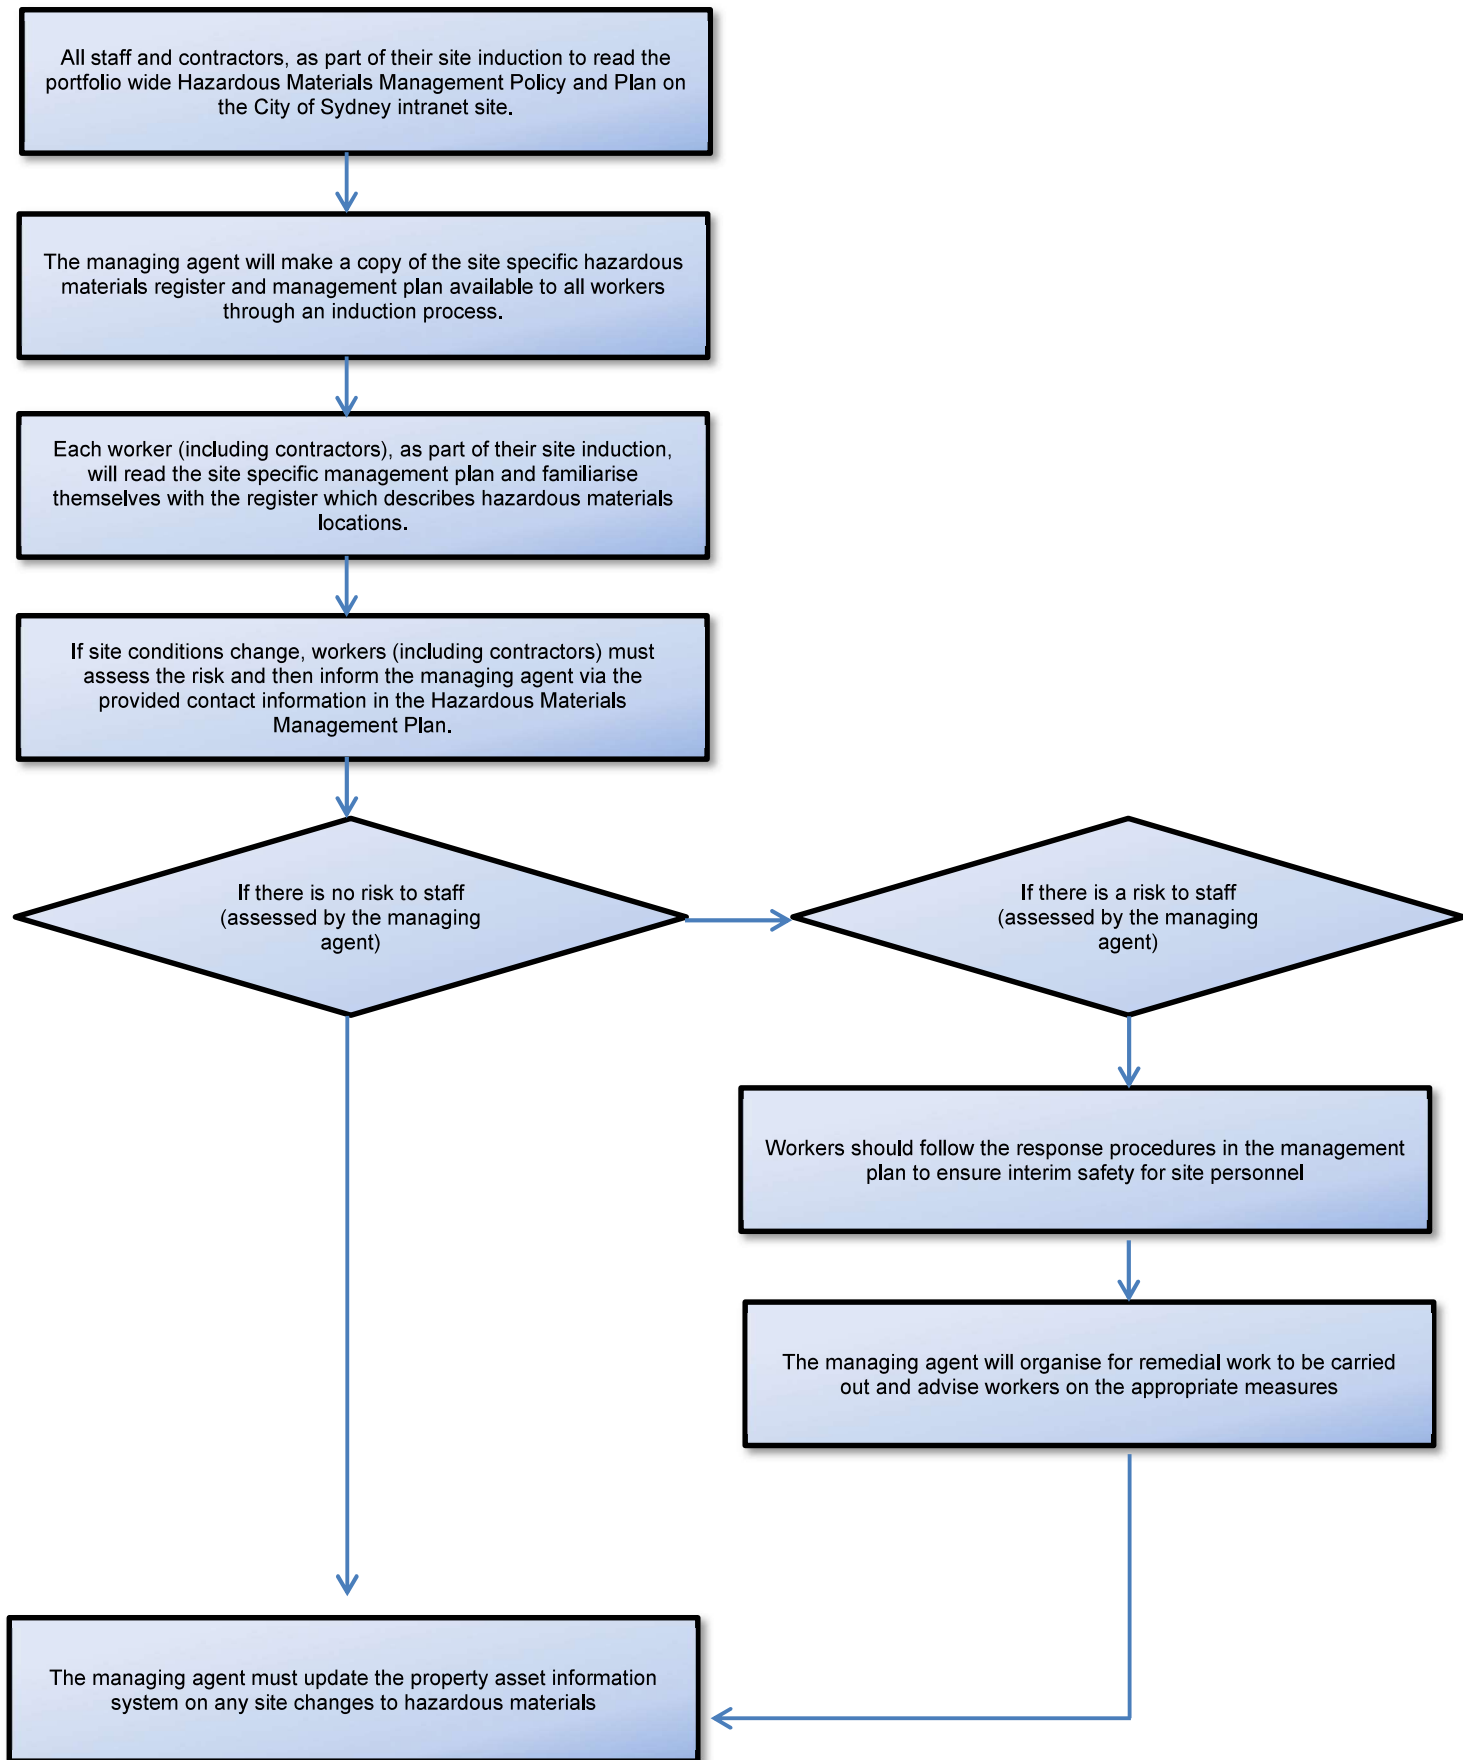 All staff and contractors, as part of their site induction to read the
portfolio wide Hazardous Materials Management Policy and Plan on
the City of Sydney intranet site.
The managing agent will make a copy of the site specific hazardous
materials register and management plan available to all workers
through an induction process.
Each worker (including contractors), as part of their site induction,
will read the site specific management plan and familiarise
themselves with the register which describes hazardous materials
locations.
If site conditions change, workers (including contractors) must
assess the risk and then inform the managing agent via the
provided contact information in the Hazardous Materials
Management Plan.
If there is no risk to staff
(assessed by the managing
agent)
If there is a risk to staff
(assessed by the managing
agent)
Workers should follow the response procedures in the management
plan to ensure interim safety for site personnel
The managing agent will organise for remedial work to be carried
out and advise workers on the appropriate measures
The managing agent must update the property asset information
system on any site changes to hazardous materials